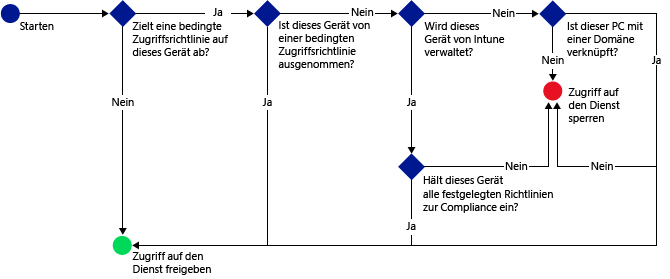 Starten
Zielt eine bedingte
Zugriffsrichtlinie auf
dieses Gerät ab?
Ja
Ist dieses Gerät von
einer bedingten
Zugriffsrichtlinie
ausgenommen?
Nein
Wird dieses
Gerät von Intune
verwaltet?
Nein
Ist dieser PC mit
einer Domäne
verknüpft?
Nein
Ja
Nein
Ja
Ja
Zugriff auf
den Dienst
sperren
Nein
Nein
Hält dieses Gerät
alle festgelegten Richtlinien
zur Compliance ein?
Ja
Zugriff auf den
Dienst freigeben